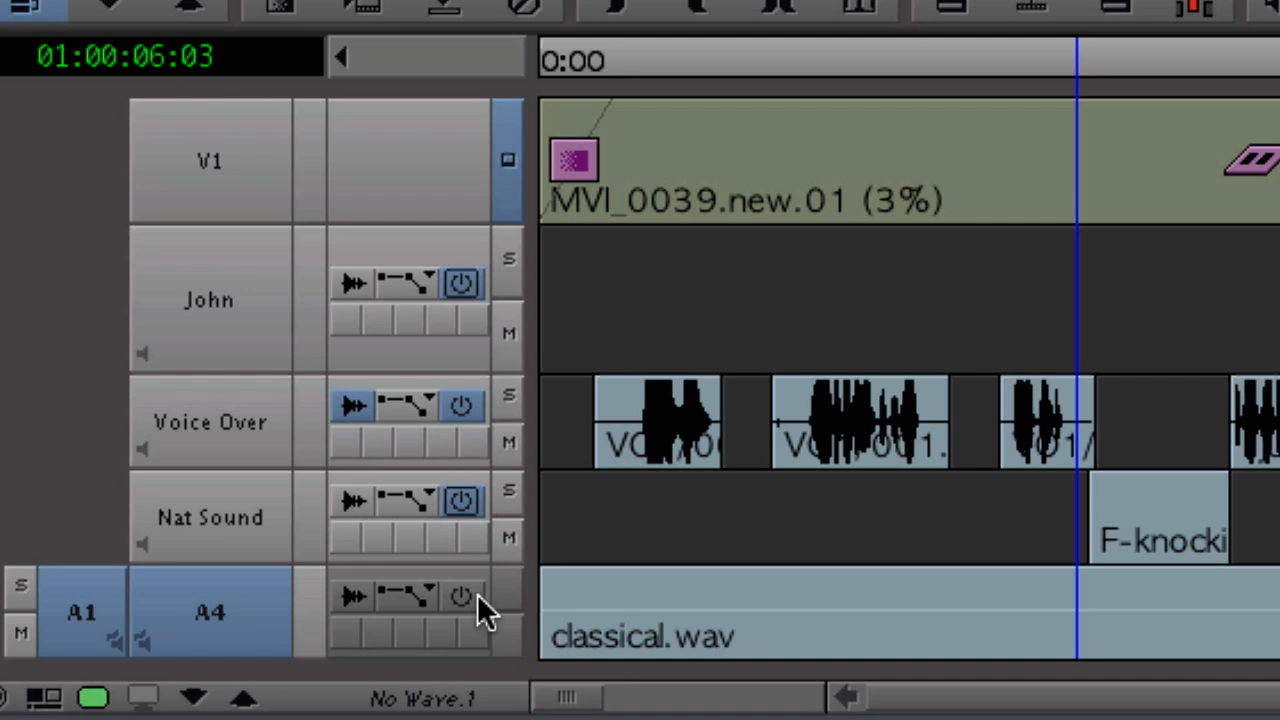 01:00:06:03
0:00
V1
MVI_0039.new.01 (3%)
John
S
M
Voice Over
S
M
Nat Sound
S
M
F-knocki
S
M
A1
A4
classical.wav
No Wave.1